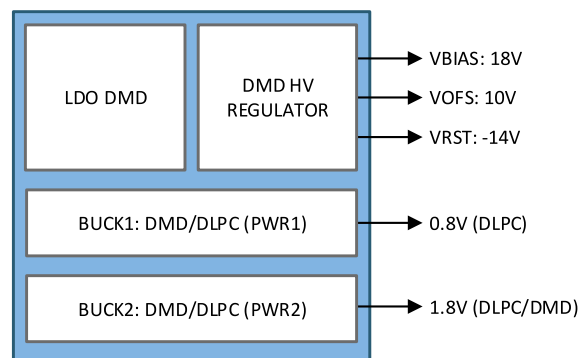 LDO DMD
DMD HV
REGULATOR
VBIAS: 18V
VOFS: 10V
VRST: -14V
BUCK1: DMD/DLPC (PWR1)
0.8V (DLPC)
BUCK2: DMD/DLPC (PWR2)
1.8V (DLPC/DMD)